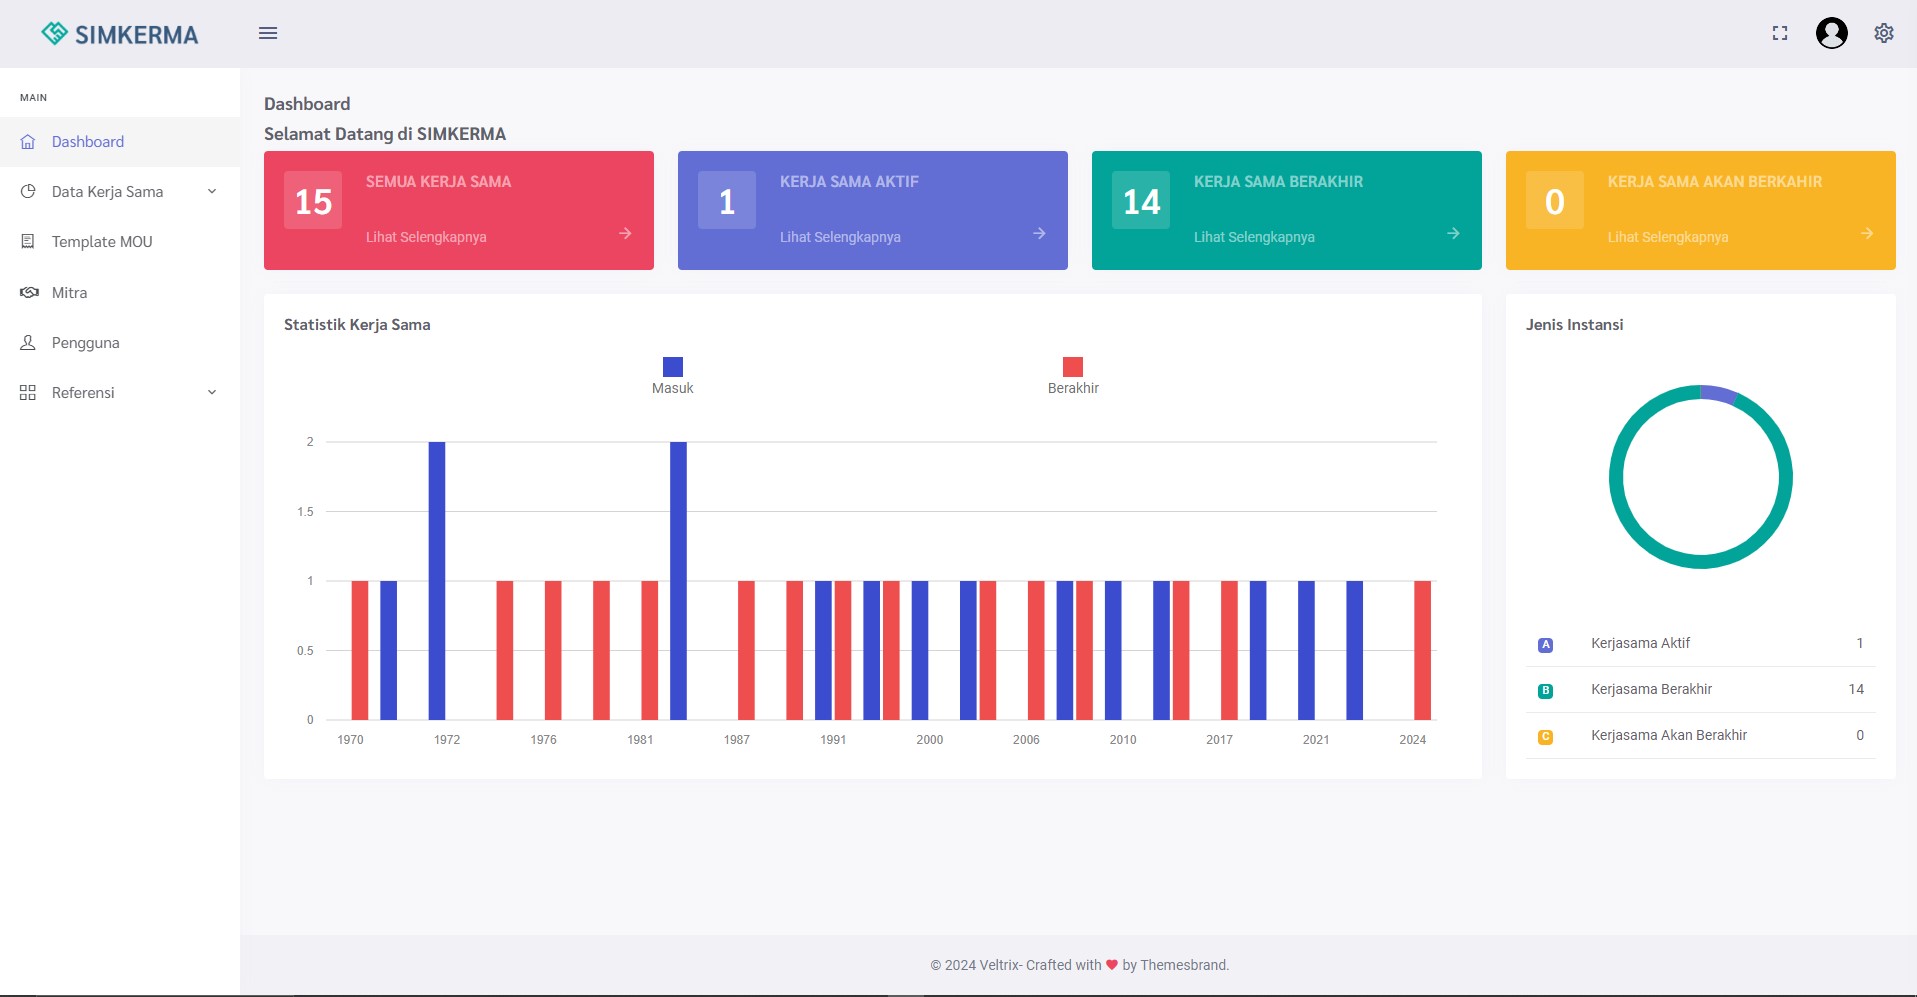 SIMKERMA
MAIN
Dashboard
Data Kerja Sama
Template MOU
Mitra
Pengguna
Referensi
Dashboard
Selamat Datang di SIMKERMA
15
SEMUA KERJA SAMA
Lihat Selengkapnya
1
KERJA SAMA AKTIF
Lihat Selengkapnya
14
KERJA SAMA BERAKHIR
Lihat Selengkapnya
0
KERJA SAMA AKAN BERKAHIR
Lihat Selengkapnya
Statistik Kerja Sama
Masuk
Berakhir
2
1.5
1
0.5
0
1970 1972 1976 1981 1987 1991 2000 2006 2010 2017 2021 2024
Jenis Instansi
A Kerjasama Aktif 1
B Kerjasama Berakhir 14
C Kerjasama Akan Berakhir 0
© 2024 Veltrix- Crafted with ❤ by Themesbrand.